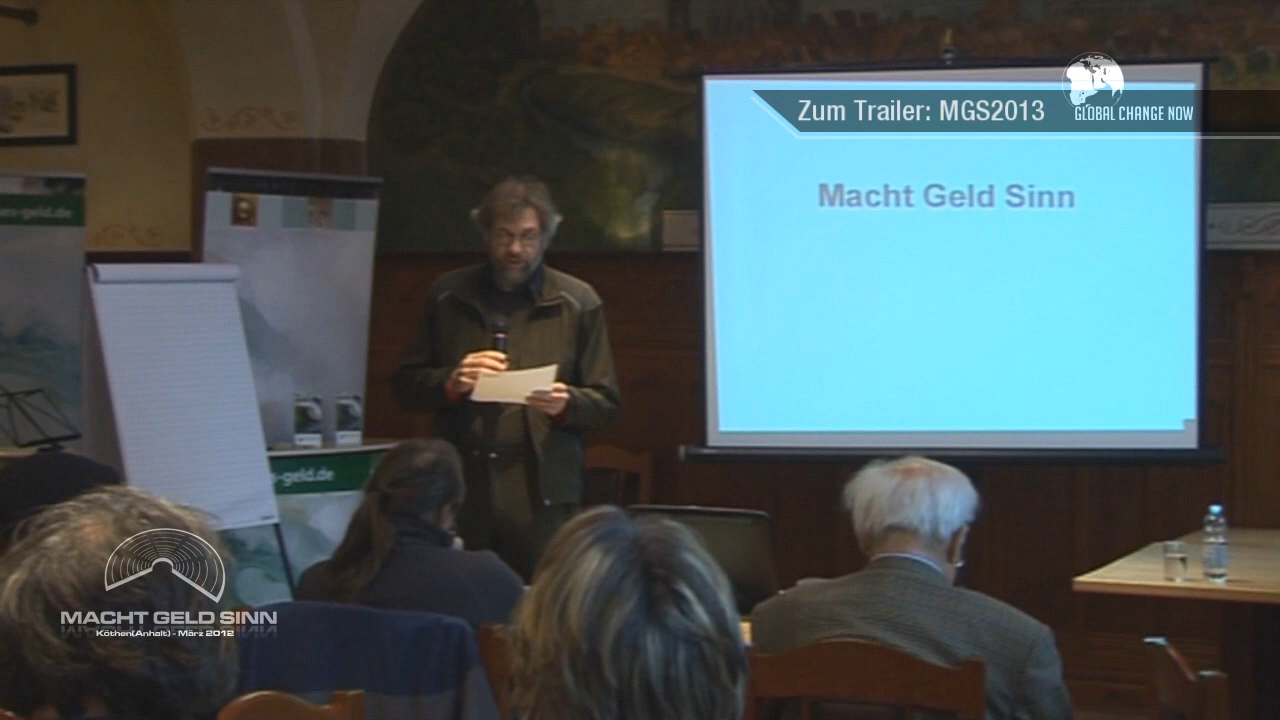 Zum Trailer: MGS2013
GLOBAL CHANGE NOW
Macht Geld Sinn
s-geld.de
-geld.de
MACHT GELD SINN
Köthen(Anhalt) - März 2012